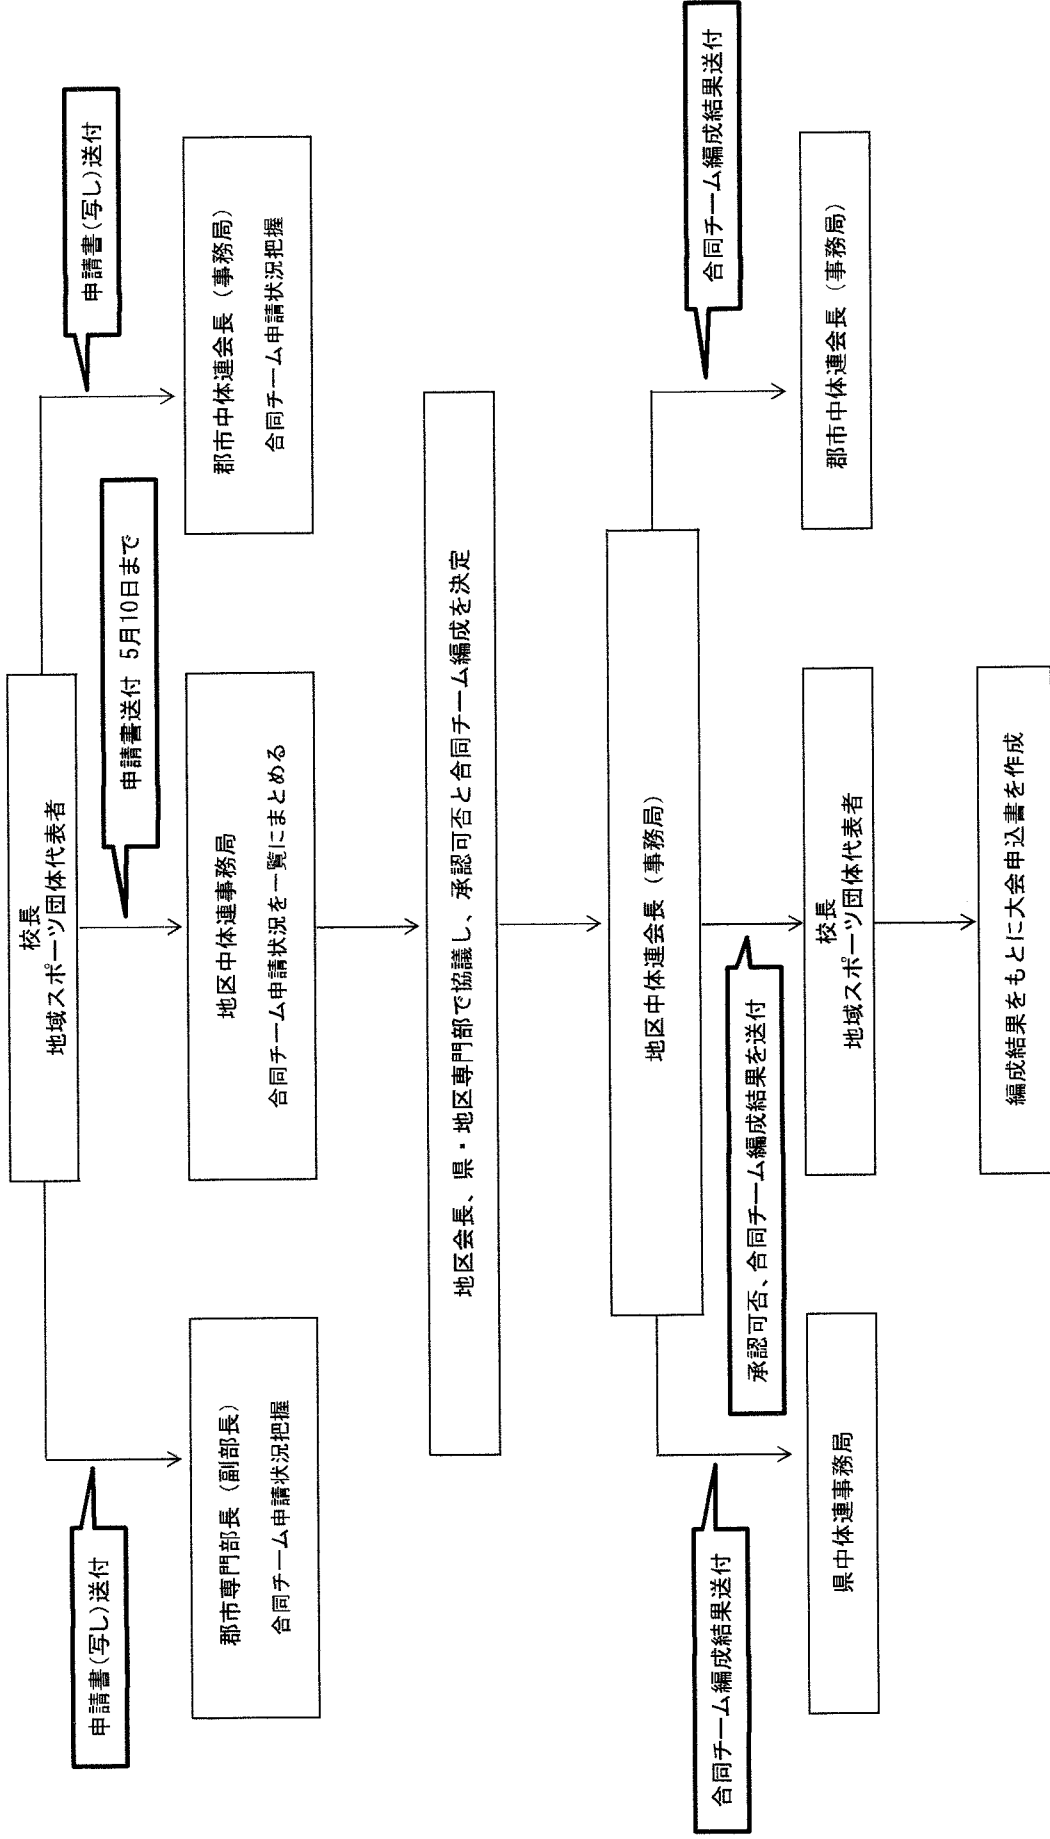 校長
地域スポーツ団体代表者
申請書(写し)送付
申請書送付 5月10日まで
申請書(写し)送付
郡市専門部長（副部長）
合同チーム申請状況把握
地区中体連事務局
合同チーム申請状況を一覧にまとめる
郡市中体連会長（事務局）
合同チーム申請状況把握
地区会長、県・地区専門部で協議し、承認可否と合同チーム編成を決定
地区中体連会長（事務局）
合同チーム編成結果送付
承認可否、合同チーム編成結果を送付
合同チーム編成結果送付
県中体連事務局
校長
地域スポーツ団体代表者
郡市中体連会長（事務局）
編成結果をもとに大会申込書を作成